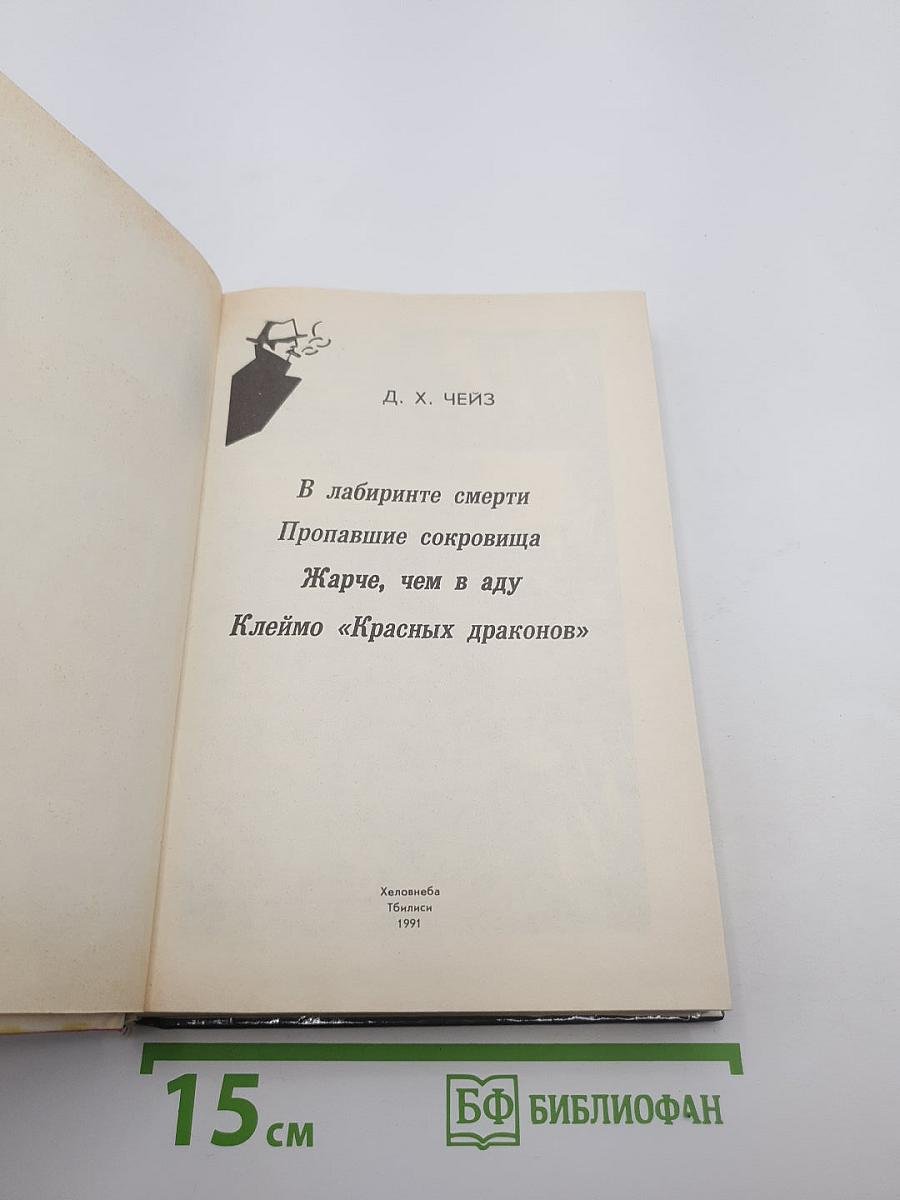 Д. Х. ЧЕЙЗ
В лабиринте смерти
Пропавшие сокровища
Жарче, чем в аду
Клеймо «Красных драконов»
Хеловнеба
Тбилиси
1991
15 см
БФ БИБЛИОФАН